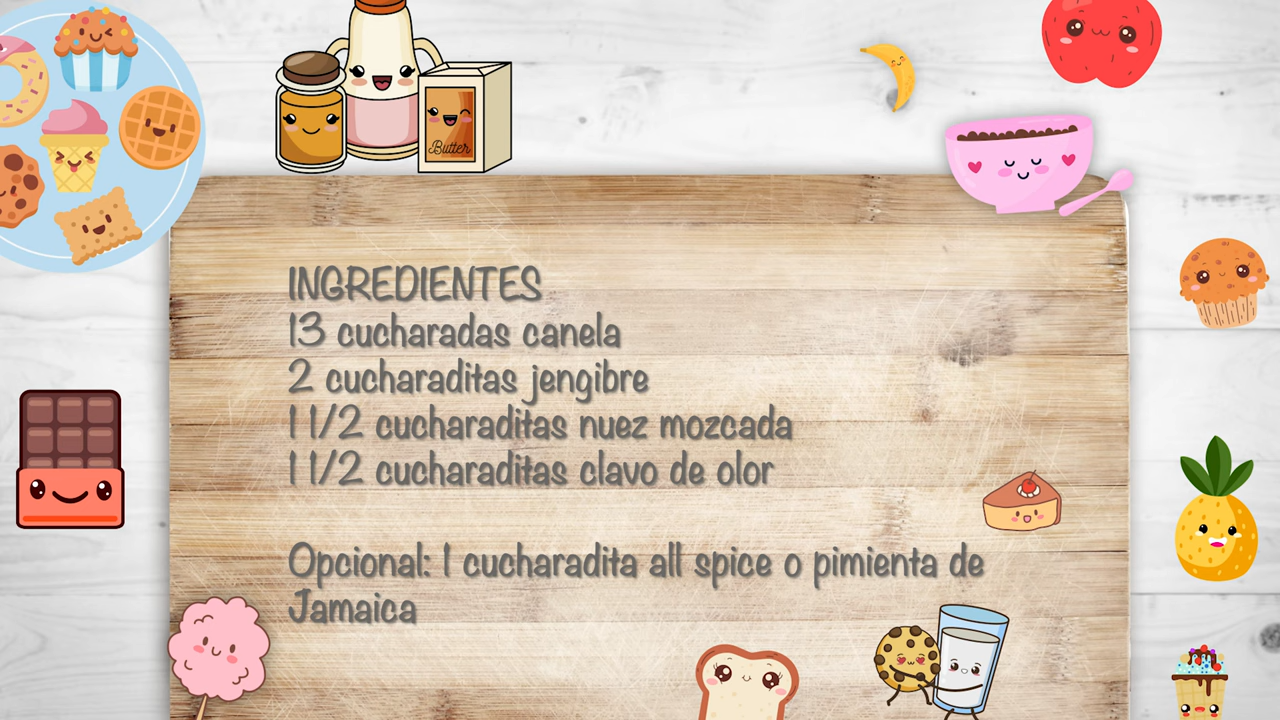 Butter
INGREDIENTES
13 cucharadas canela
2 cucharaditas jengibre
1 1/2 cucharaditas nuez mozcada
1 1/2 cucharaditas clavo de olor
Opcional: 1 cucharadita all spice o pimienta de
Jamaica